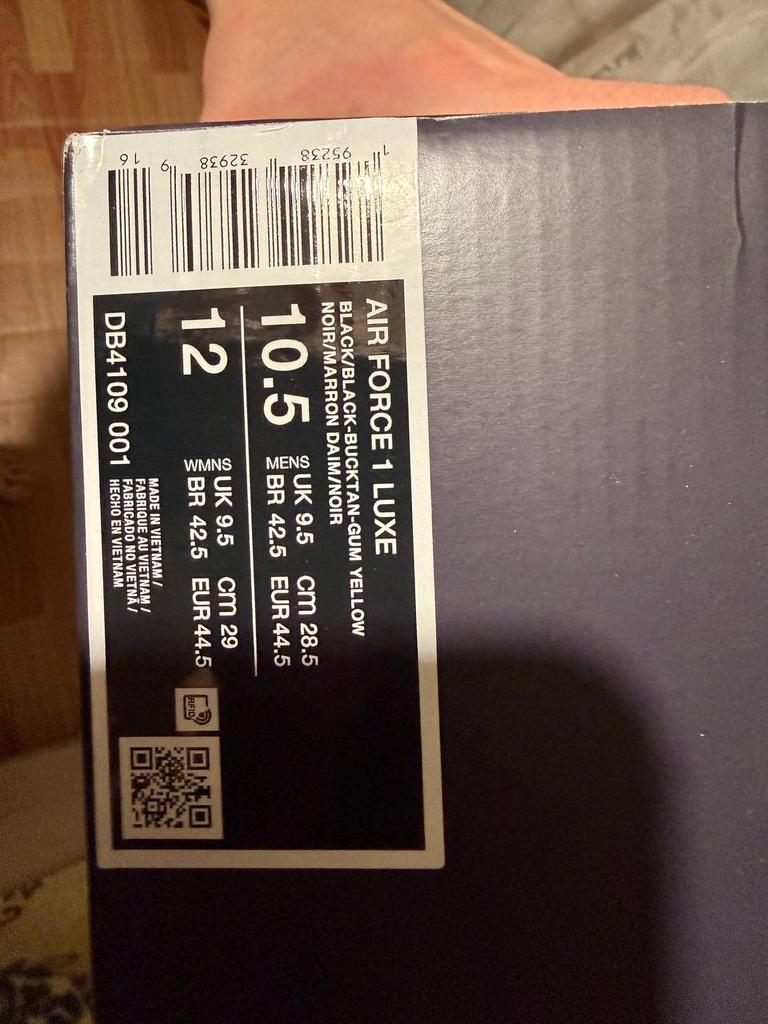 AIR FORCE 1 LUXE
BLACK/BLACK-BUCKTAN-GUM YELLOW
NOIR/MARRON DAIM/NOIR
10.5 MENS UK 9.5 cm 28.5
BR 42.5 EUR 44.5
12 WMNS UK 9.5 cm 29
BR 42.5 EUR 44.5
DB4109 001
MADE IN VIETNAM /
FABRIQUE AU VIETNAM /
FABRICADO NO VIETNÃ /
HECHO EN VIETNAM
RFID
1 95238 32938 9 16